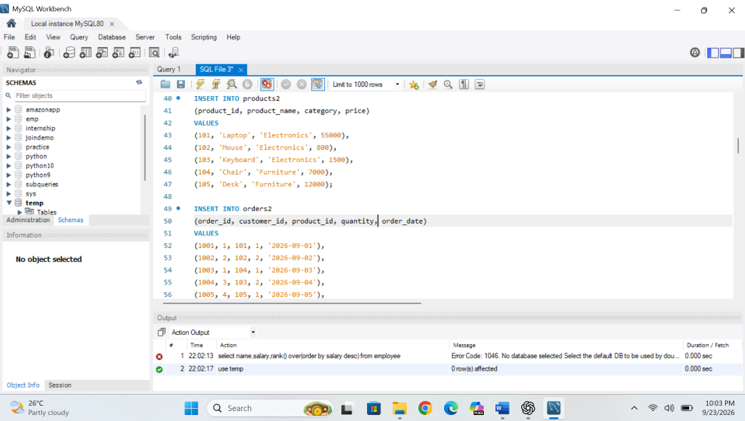 MySQL Workbench
Local instance MySQL80
File Edit View Query Database Server Tools Scripting Help
Navigator
Query 1
SQL File 3*
SCHEMAS
Filter objects
amazonapp
emp
internship
joindemo
practice
python
python10
python9
subqueries
sys
temp
Tables
Administration Schemas
Information
No object selected
Object Info Session
Limit to 1000 rows
40 INSERT INTO products2
41 (product_id, product_name, category, price)
42 VALUES
43 (101, 'Laptop', 'Electronics', 55000),
44 (102, 'Mouse', 'Electronics', 800),
45 (103, 'Keyboard', 'Electronics', 1500),
46 (104, 'Chair', 'Furniture', 7000),
47 (105, 'Desk', 'Furniture', 12000);
48
49 INSERT INTO orders2
50 (order_id, customer_id, product_id, quantity, order_date)
51 VALUES
52 (1001, 1, 101, 1, '2026-09-01'),
53 (1002, 2, 102, 2, '2026-09-02'),
54 (1003, 1, 104, 1, '2026-09-03'),
55 (1004, 3, 103, 2, '2026-09-04'),
56 (1005, 4, 105, 1, '2026-09-05'),
Output
Action Output
# Time Action Message Duration / Fetch
1 22:02:13 select name,salary,rank() over(order by salary desc) from employee Error Code: 1046. No database selected Select the default DB to be used by dou... 0.000 sec
2 22:02:17 use temp 0 row(s) affected 0.000 sec
26°C
Partly cloudy
Search
10:03 PM
9/23/2026